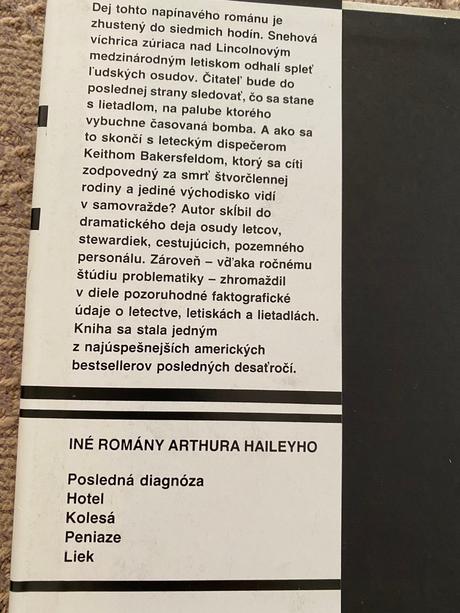 Dej tohto napínavého románu je
zhustený do siedmich hodín. Snehová
víchrica zúriaca nad Lincolnovým
medzinárodným letiskom odhalí spleť
ľudských osudov. Čitateľ bude do
poslednej strany sledovať, čo sa stane
s lietadlom, na palube ktorého
vybuchne časovaná bomba. A ako sa
to skončí s leteckým dispečerom
Keithom Bakersfeldom, ktorý sa cíti
zodpovedný za smrť štvorčlennej
rodiny a jediné východisko vidí
v samovražde? Autor skĺbil do
dramatického deja osudy letcov,
stewardiek, cestujúcich, pozemného
personálu. Zároveň – vďaka ročnému
štúdiu problematiky – zhromaždil
v diele pozoruhodné faktografické
údaje o letectve, letiskách a lietadlách.
Kniha sa stala jedným
z najúspešnejších amerických
bestsellerov posledných desaťročí.
INÉ ROMÁNY ARTHURA HAILEYHO
Posledná diagnóza
Hotel
Kolesá
Peniaze
Liek